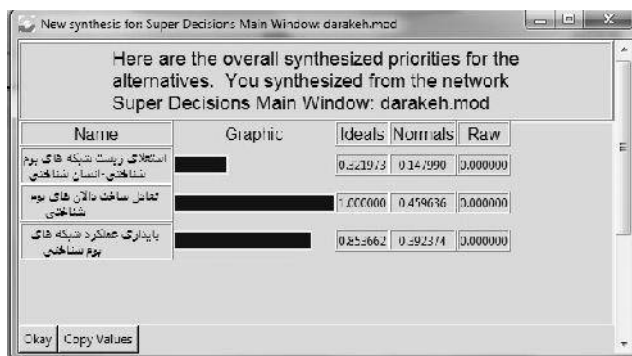 New synthesis for: Super Decisions Main Window: darakeh.mod
Here are the overall synthesized priorities for the
alternatives. You synthesized from the network
Super Decisions Main Window: darakeh.mod
Name Graphic Ideals Normals Raw
استعلای زیست شبکه های بوم
شناختی-انسان شناختی
0.321973 0.147990 0.000000
تعادل ساخت دالان های بوم
شناختی
1.000000 0.459636 0.000000
پایداری عملکرد شبکه های
بوم شناختی
0.853662 0.392374 0.000000
Okay Copy Values